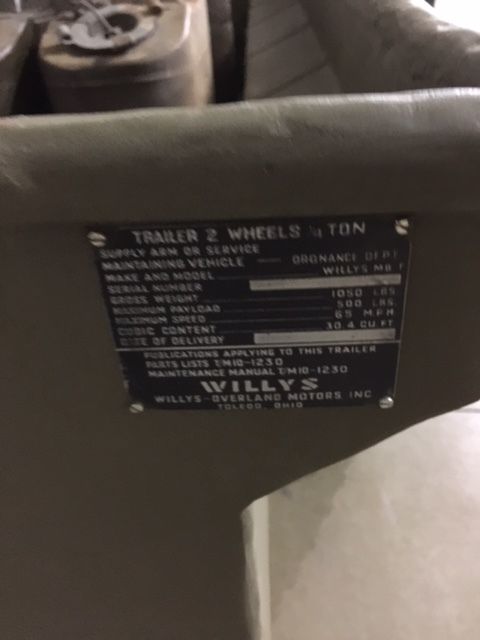 TRAILER 2 WHEELS ¼ TON
SUPPLY ARM OR SERVICE
MAINTAINING VEHICLE — ORDNANCE DEPT
MAKE AND MODEL WILLYS MB T
SERIAL NUMBER
GROSS WEIGHT 1050 LBS
MAXIMUM PAYLOAD 500 LBS
MAXIMUM SPEED 65 M.P.H
CUBIC CONTENT 30.4 CU FT
DATE OF DELIVERY
PUBLICATIONS APPLYING TO THIS TRAILER
PARTS LISTS T/M10-1230
MAINTENANCE MANUAL T/M10-1230
WILLYS
WILLYS-OVERLAND MOTORS, INC
TOLEDO, OHIO